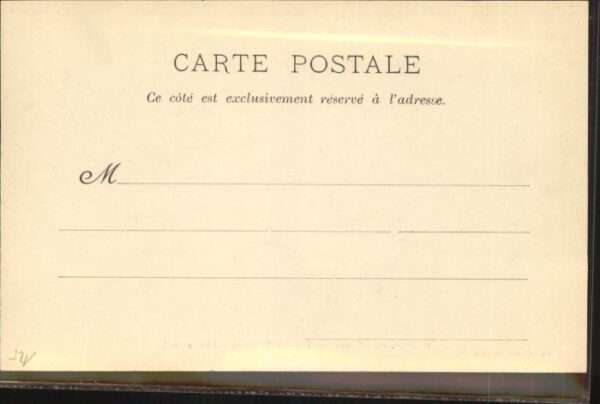 CARTE POSTALE
Ce côté est exclusivement réservé à l'adresse.
M